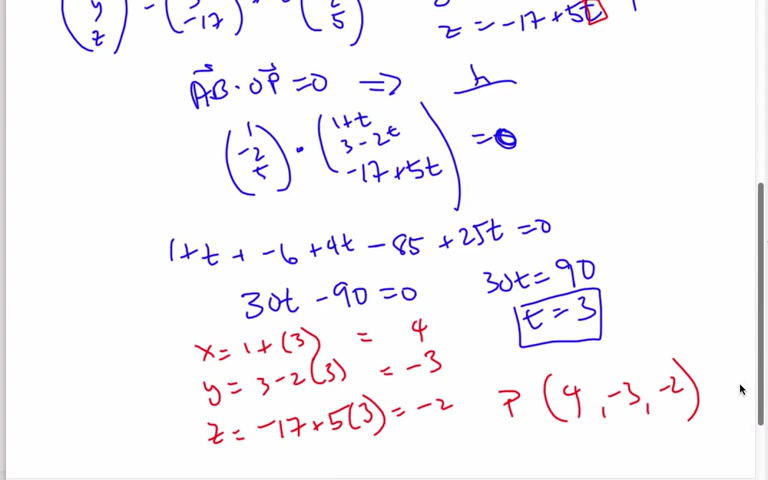 y
-17
5
z
z = -17 + 5t
AB · OP = 0 ⇒
1
1+t
-2 · 3 - 2t = 0
5
-17 + 5t
1+t + -6 + 4t - 85 + 25t = 0
30t - 90 = 0
30t = 90
t = 3
x = 1 + (3) = 4
y = 3 - 2(3) = -3
z = -17 + 5(3) = -2
P (4, -3, -2)